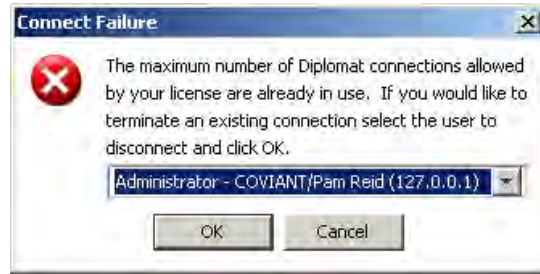 Connect Failure
The maximum number of Diplomat connections allowed
by your license are already in use.  If you would like to
terminate an existing connection select the user to
disconnect and click OK.
Administrator - COVIANT/Pam Reid (127.0.0.1)
OK Cancel